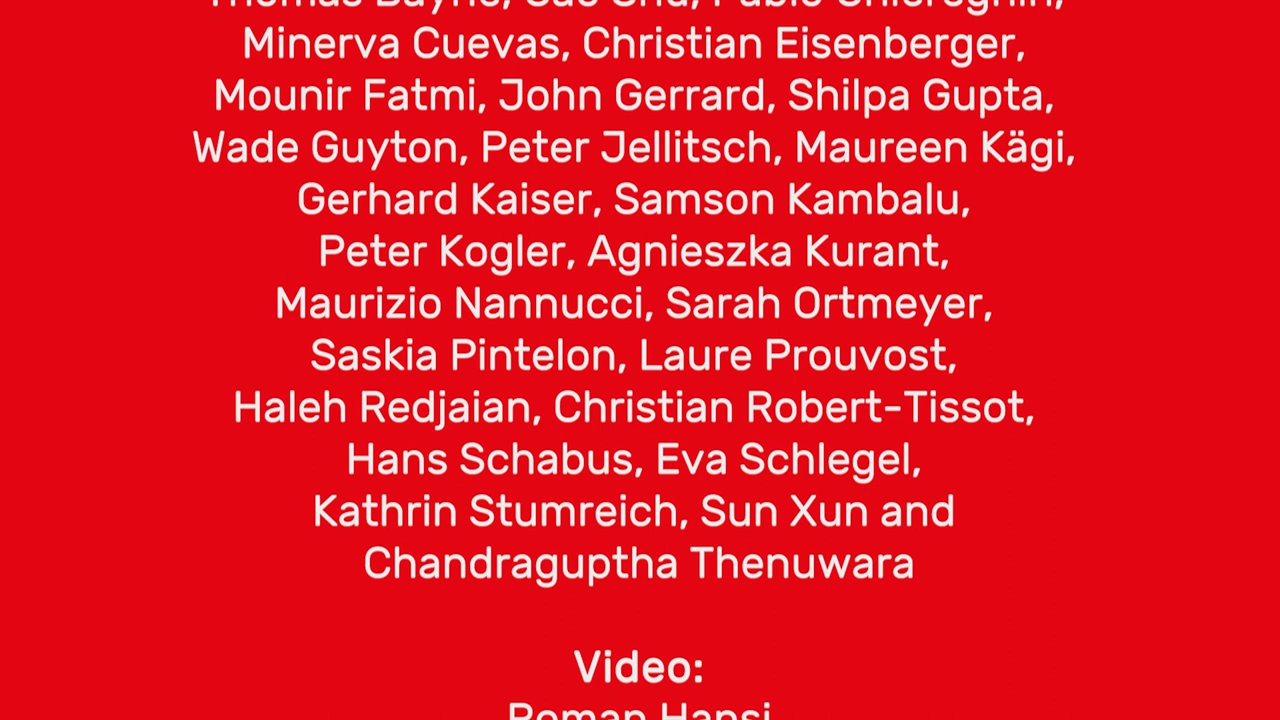 Minerva Cuevas, Christian Eisenberger,
Mounir Fatmi, John Gerrard, Shilpa Gupta,
Wade Guyton, Peter Jellitsch, Maureen Kägi,
Gerhard Kaiser, Samson Kambalu,
Peter Kogler, Agnieszka Kurant,
Maurizio Nannucci, Sarah Ortmeyer,
Saskia Pintelon, Laure Prouvost,
Haleh Redjaian, Christian Robert-Tissot,
Hans Schabus, Eva Schlegel,
Kathrin Stumreich, Sun Xun and
Chandraguptha Thenuwara
Video:
Roman Hansi